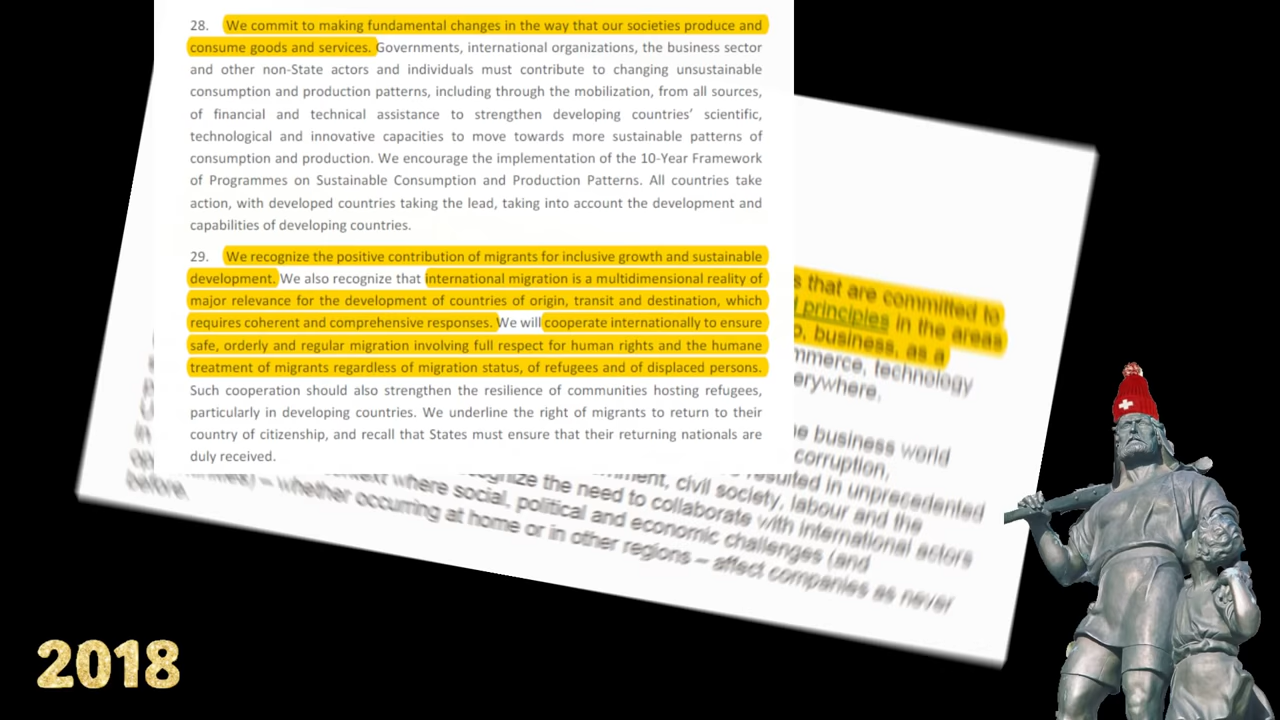 28. We commit to making fundamental changes in the way that our societies produce and
consume goods and services. Governments, international organizations, the business sector
and other non-State actors and individuals must contribute to changing unsustainable
consumption and production patterns, including through the mobilization, from all sources,
of financial and technical assistance to strengthen developing countries’ scientific,
technological and innovative capacities to move towards more sustainable patterns of
consumption and production. We encourage the implementation of the 10-Year Framework
of Programmes on Sustainable Consumption and Production Patterns. All countries take
action, with developed countries taking the lead, taking into account the development and
capabilities of developing countries.
29. We recognize the positive contribution of migrants for inclusive growth and sustainable
development. We also recognize that international migration is a multidimensional reality of
major relevance for the development of countries of origin, transit and destination, which
requires coherent and comprehensive responses. We will cooperate internationally to ensure
safe, orderly and regular migration involving full respect for human rights and the humane
treatment of migrants regardless of migration status, of refugees and of displaced persons.
Such cooperation should also strengthen the resilience of communities hosting refugees,
particularly in developing countries. We underline the right of migrants to return to their
country of citizenship, and recall that States must ensure that their returning nationals are
duly received.
that are committed to
principles in the areas
business, as a
technology
business world
corruption,
resulted in unprecedented
civil society, labour and the
the need to collaborate with international actors
where social, political and economic challenges (and
– whether occurring at home or in other regions – affect companies as never
before.
2018